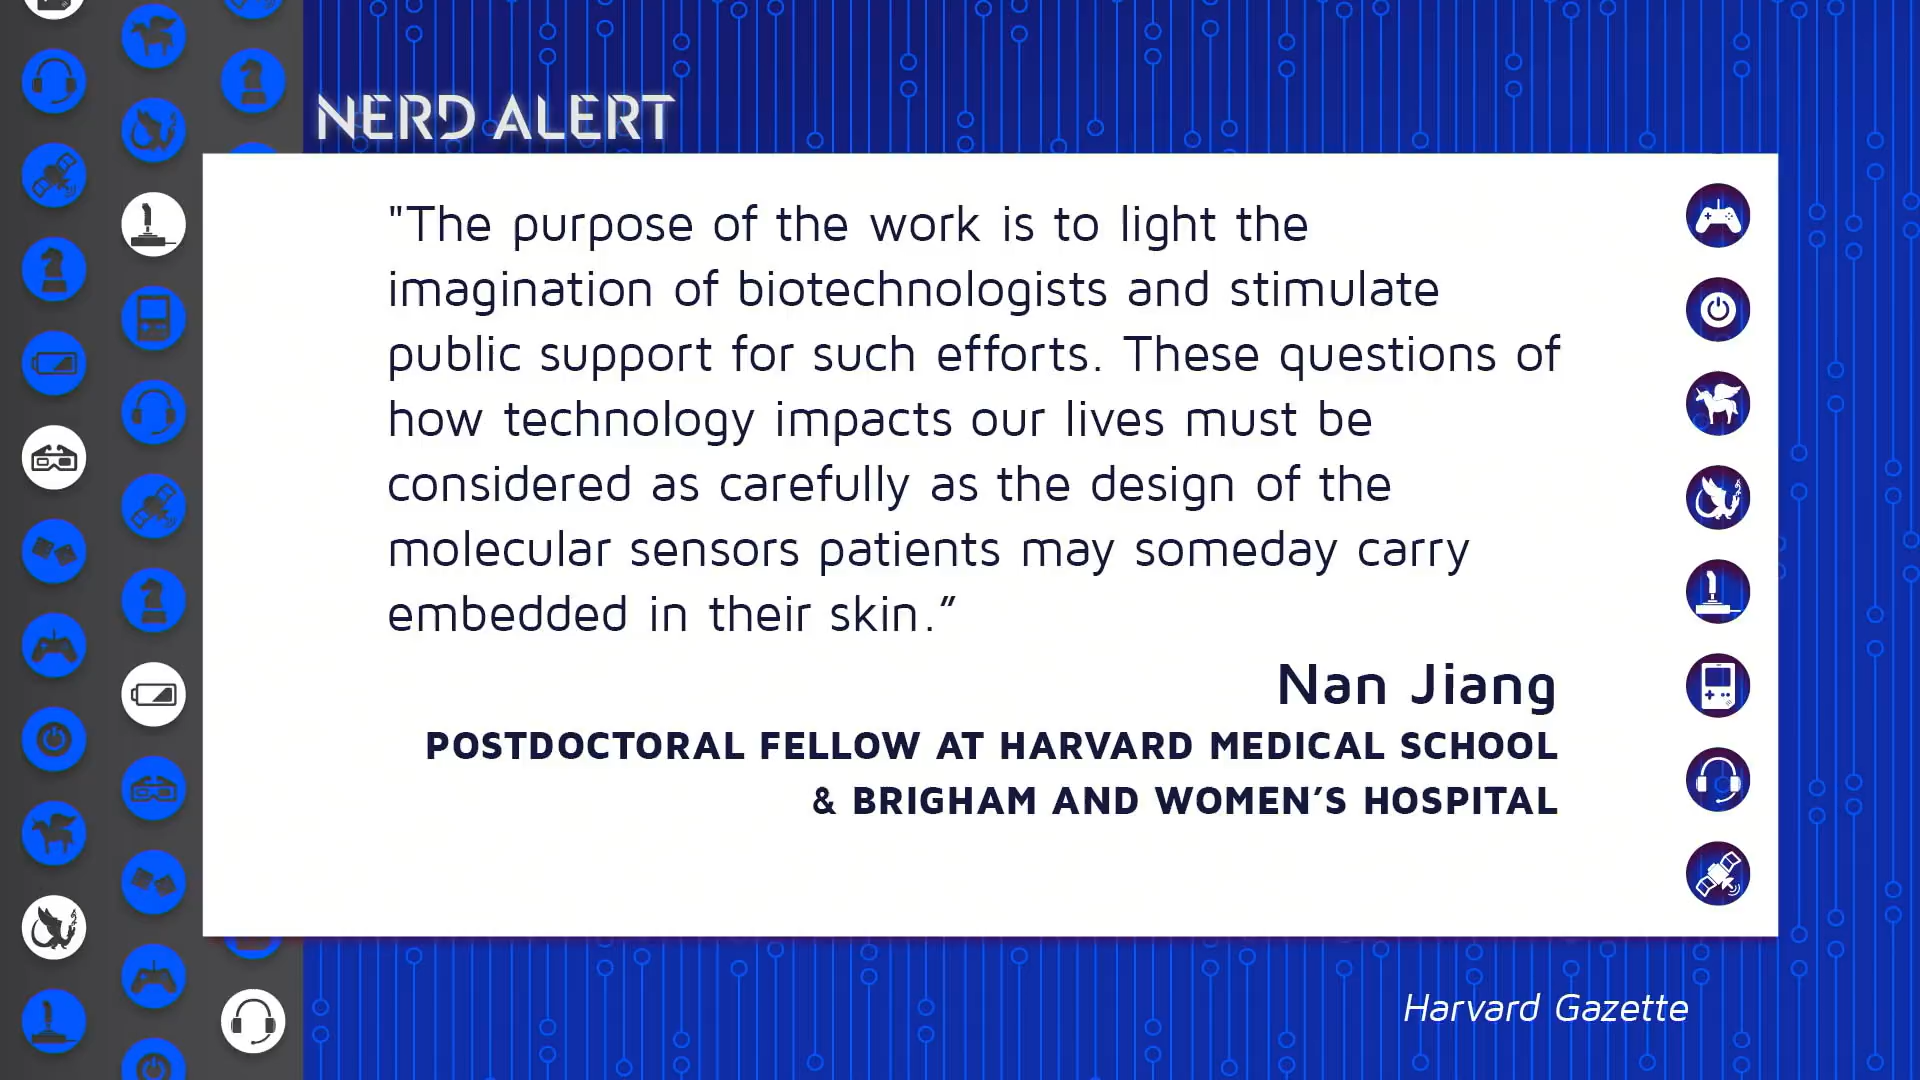 NERD ALERT
"The purpose of the work is to light the
imagination of biotechnologists and stimulate
public support for such efforts. These questions of
how technology impacts our lives must be
considered as carefully as the design of the
molecular sensors patients may someday carry
embedded in their skin.”
Nan Jiang
POSTDOCTORAL FELLOW AT HARVARD MEDICAL SCHOOL
& BRIGHAM AND WOMEN’S HOSPITAL
Harvard Gazette